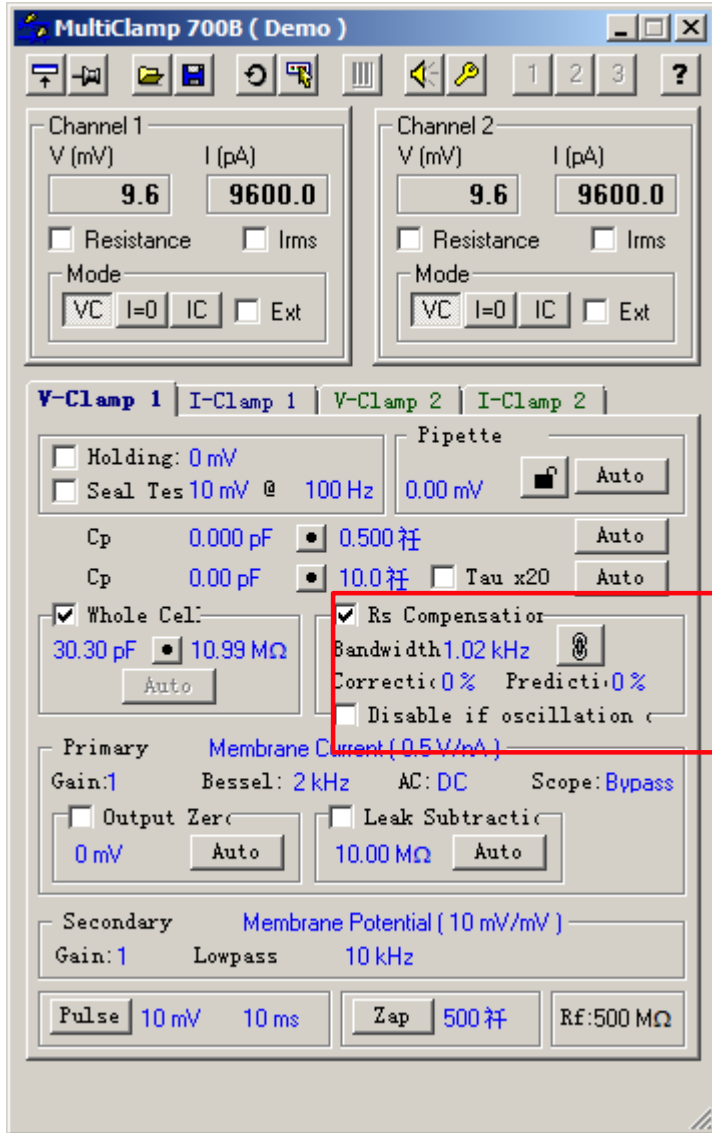 MultiClamp 700B ( Demo )
1 2 3 ?
Channel 1
V (mV) I (pA)
9.6 9600.0
Resistance Irms
Mode
VC I=0 IC Ext
Channel 2
V (mV) I (pA)
9.6 9600.0
Resistance Irms
Mode
VC I=0 IC Ext
V-Clamp 1 I-Clamp 1 V-Clamp 2 I-Clamp 2
Holding: 0 mV
Seal Tes 10 mV @ 100 Hz
Pipette
0.00 mV Auto
Cp 0.000 pF 0.500 祄 Auto
Cp 0.00 pF 10.0 祄 Tau x20 Auto
Whole Cel
30.30 pF 10.99 MΩ
Auto
Rs Compensation
Bandwidth 1.02 kHz
Correctic 0 % Predicti 0 %
Disable if oscillation
Primary Membrane Current ( 0.5 V/nA )
Gain:1 Bessel: 2 kHz AC: DC Scope: Bypass
Output Zero
0 mV Auto
Leak Subtractic
10.00 MΩ Auto
Secondary Membrane Potential ( 10 mV/mV )
Gain: 1 Lowpass 10 kHz
Pulse 10 mV 10 ms
Zap 500 祄
Rf:500 MΩ